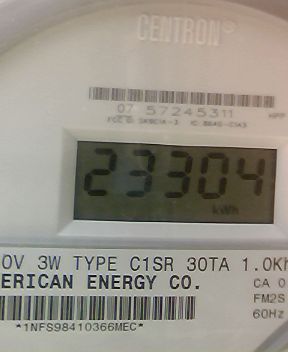 CENTRON®
07 57245311
23304
kWh
0V 3W TYPE C1SR 30TA 1.0Kh
ERICAN ENERGY CO.
CA 0
FM2S
60Hz
*1NFS98410366MEC*